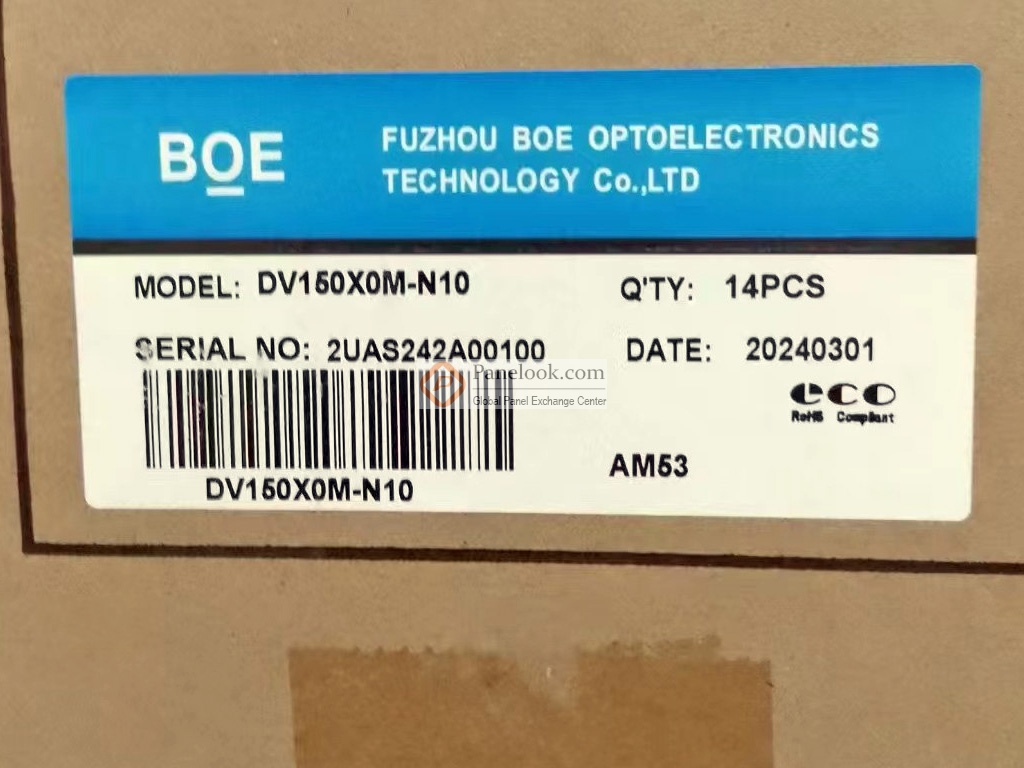 BOE
FUZHOU BOE OPTOELECTRONICS
TECHNOLOGY Co.,LTD
MODEL: DV150X0M-N10
Q'TY: 14PCS
SERIAL NO: 2UAS242A00100
DATE: 20240301
Panelook.com
Global Panel Exchange Center
eco
RoHS Compliant
AM53
DV150X0M-N10